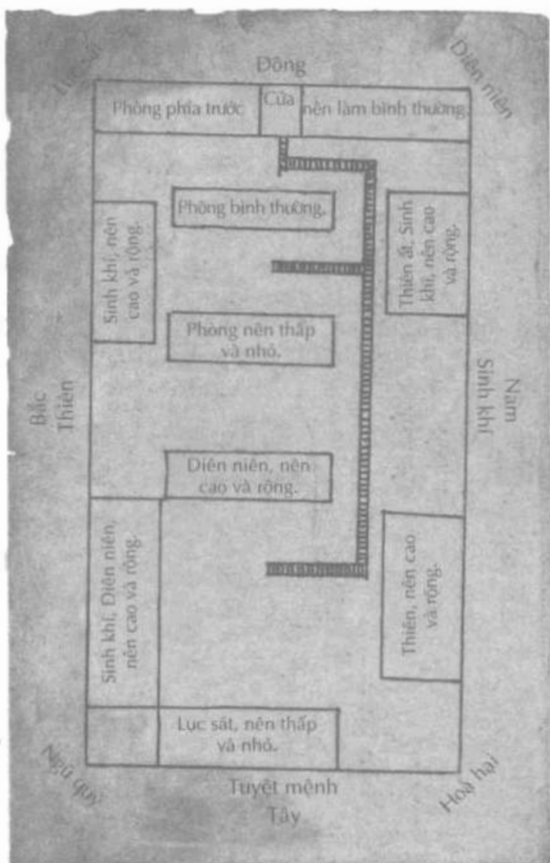 Đông
Lục sát
Diên niên
Phòng phía trước
Cửa
nên làm bình thường.
Phòng bình thường.
Sinh khí, nên
cao và rộng.
Thiên ất, Sinh
khí, nên cao
và rộng.
Phòng nên thấp
và nhỏ.
Bắc
Thiên
Nam
Sinh khí
Diên niên, nên
cao và rộng.
Sinh khí, Diên niên,
nên cao và rộng.
Thiên, nên cao
và rộng.
Lục sát, nên thấp
và nhỏ.
Ngũ quỷ
Tuyệt mệnh
Hoạ hại
Tây